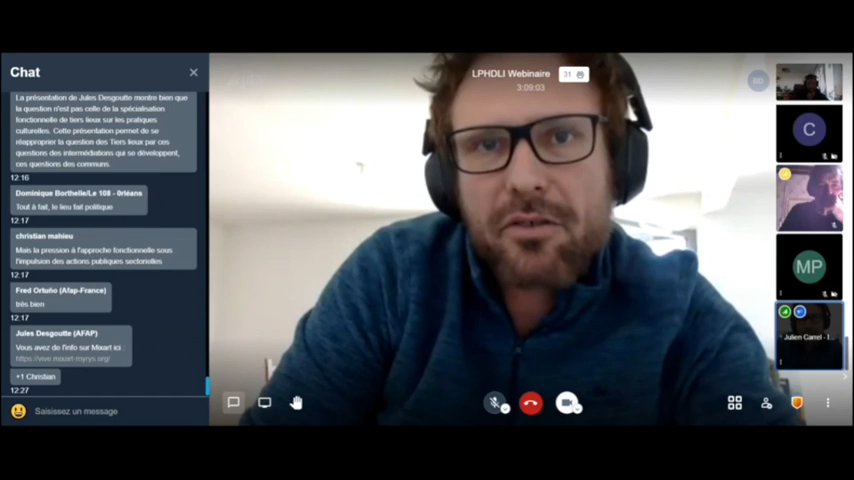 Chat
La présentation de Jules Desgoutte montre bien que
la question n'est pas celle de la spécialisation
fonctionnelle de tiers lieux sur les pratiques
culturelles. Cette présentation permet de se
réapproprier la question des Tiers lieux par ces
questions des intermédiations qui se développent,
ces questions des communs.
12:16
Dominique Borthelle/Le 108 - Orléans
Tout à fait, le lieu fait politique
12:17
christian mahieu
Mais la pression à l'approche fonctionnelle sous
l'impulsion des actions publiques sectorielles
12:17
Fred Ortuño (Afap-France)
très bien
12:17
Jules Desgoutte (AFAP)
Vous avez de l'info sur Mixart ici :
https://vive.mixart-myrys.org/
+1 Christian
12:27
Saisissez un message
LPHDLI Webinaire
31
3:09:03
BD
C
MP
Julien Carrel - I...